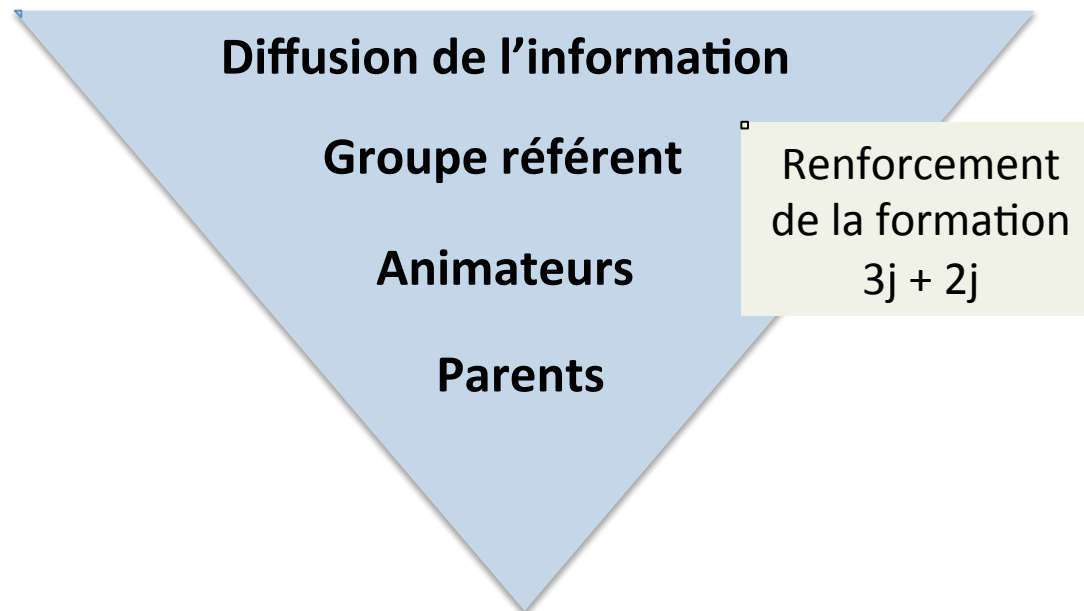 Diffusion de l’information
Groupe référent
Renforcement
de la formation
3j + 2j
Animateurs
Parents